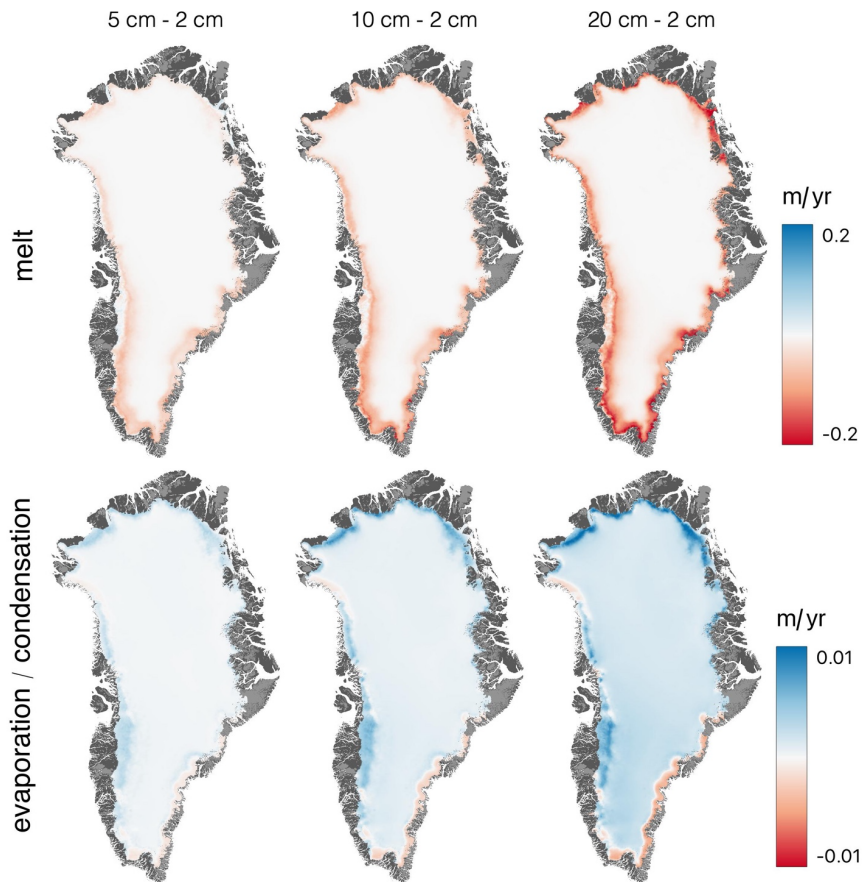 5 cm - 2 cm
10 cm - 2 cm
20 cm - 2 cm
melt
m/yr
0.2
-0.2
evaporation / condensation
m/yr
0.01
-0.01